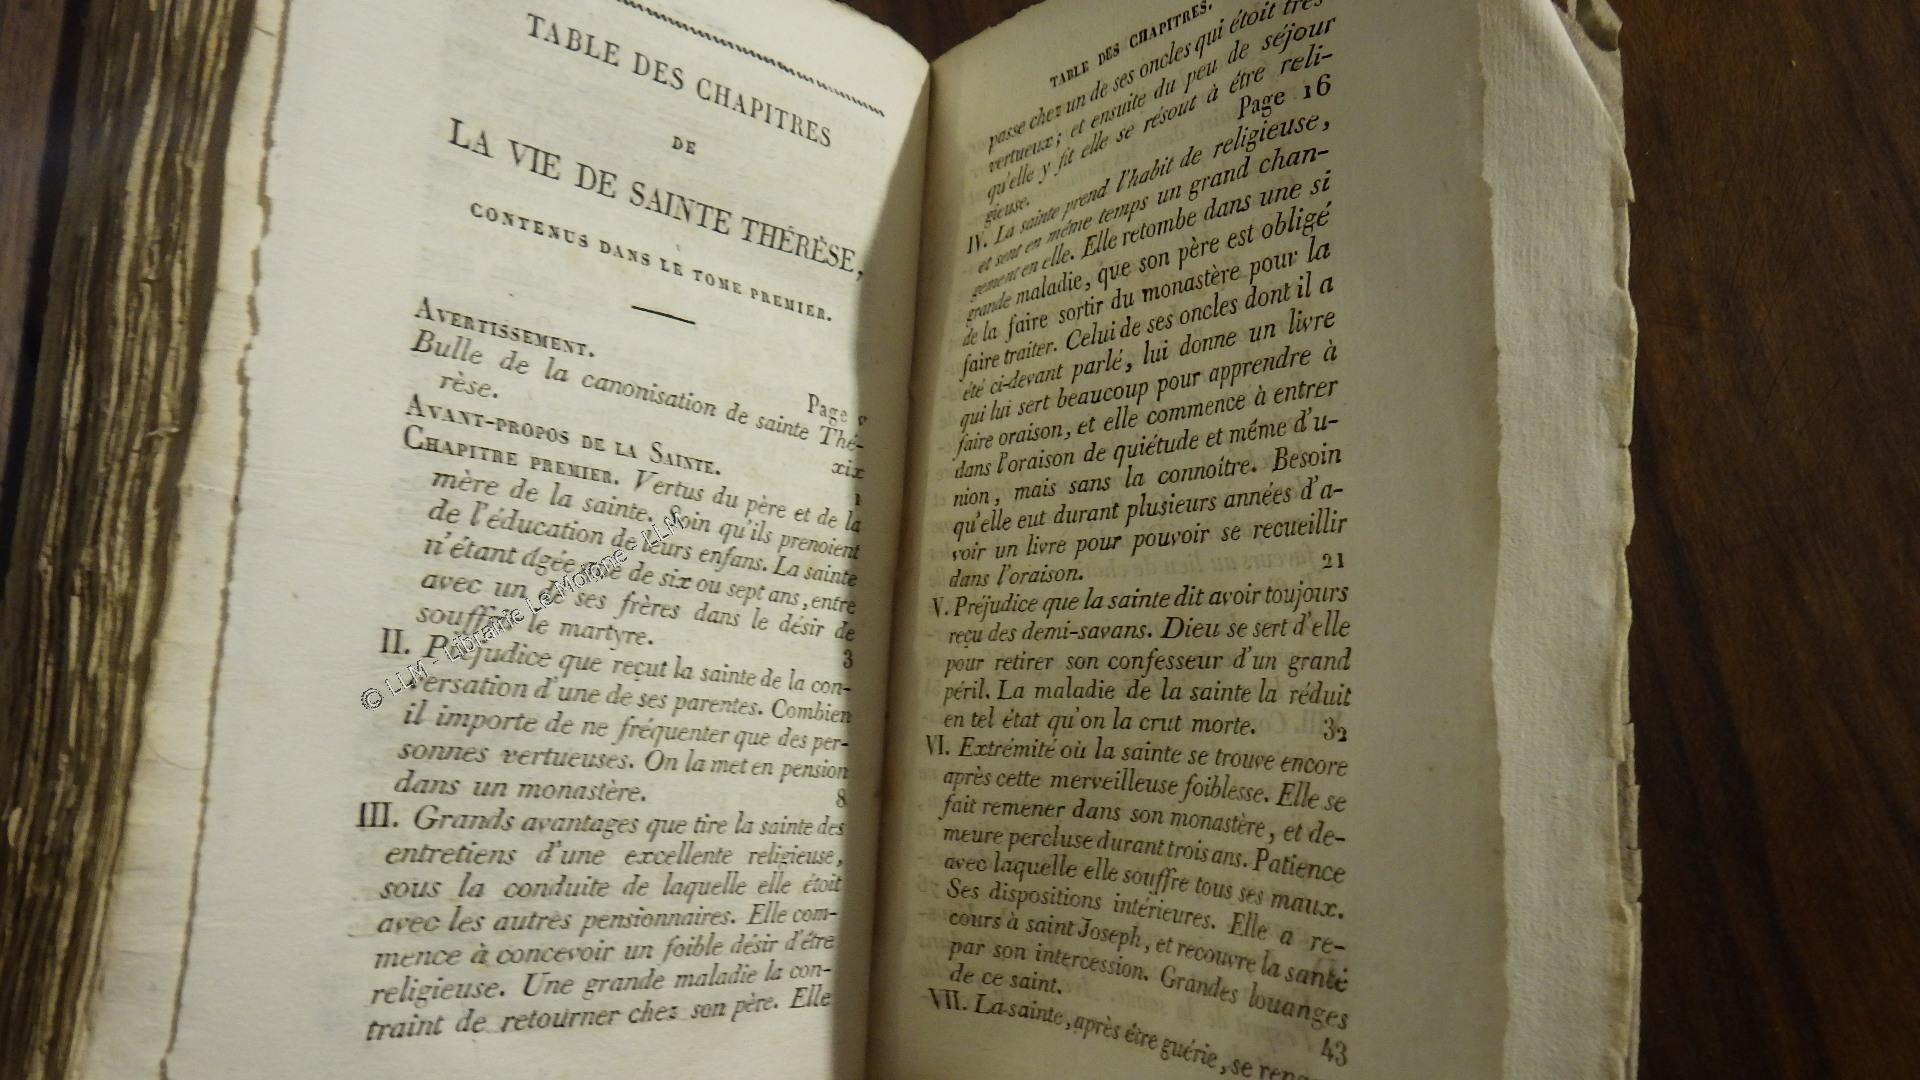 TABLE DES CHAPITRES
DE
LA VIE DE SAINTE THÉRÈSE,
CONTENUS DANS LE TOME PREMIER.
AVERTISSEMENT.
Page v
Bulle de la canonisation de sainte Thé-
rèse.
xix
AVANT-PROPOS DE LA SAINTE.
1
CHAPITRE PREMIER. Vertus du père et de la
mère de la sainte. Soin qu'ils prenoient
de l'éducation de leurs enfans. La sainte
n'étant âgée que de six ou sept ans, entre
avec un de ses frères dans le désir de
souffrir le martyre.
3
II. Préjudice que reçut la sainte de la con-
versation d'une de ses parentes. Combien
il importe de ne fréquenter que des per-
sonnes vertueuses. On la met en pension
dans un monastère.
8
III. Grands avantages que tire la sainte des
entretiens d'une excellente religieuse,
sous la conduite de laquelle elle étoit
avec les autres pensionnaires. Elle com-
mence à concevoir un foible désir d'être
religieuse. Une grande maladie la con-
traint de retourner chez son père. Elle
© LLM - Librairie Le Moigne - LLM
TABLE DES CHAPITRES.
passe chez un de ses oncles qui étoit très
vertueux; et ensuite du peu de séjour
qu'elle y fit elle se résout à être reli-
gieuse.
Page 16
IV. La sainte prend l'habit de religieuse,
et sent en même temps un grand chan-
gement en elle. Elle retombe dans une si
grande maladie, que son père est obligé
de la faire sortir du monastère pour la
faire traiter. Celui de ses oncles dont il a
été ci-devant parlé, lui donne un livre
qui lui sert beaucoup pour apprendre à
faire oraison, et elle commence à entrer
dans l'oraison de quiétude et même d'u-
nion, mais sans la connoître. Besoin
qu'elle eut durant plusieurs années d'a-
voir un livre pour pouvoir se recueillir
dans l'oraison.
21
V. Préjudice que la sainte dit avoir toujours
reçu des demi-savans. Dieu se sert d'elle
pour retirer son confesseur d'un grand
péril. La maladie de la sainte la réduit
en tel état qu'on la crut morte.
32
VI. Extrémité où la sainte se trouve encore
après cette merveilleuse foiblesse. Elle se
fait remener dans son monastère, et de-
meure percluse durant trois ans. Patience
avec laquelle elle souffre tous ses maux.
Ses dispositions intérieures. Elle a re-
cours à saint Joseph, et recouvre la santé
par son intercession. Grandes louanges
de ce saint.
43
VII. La sainte, après être guérie, se